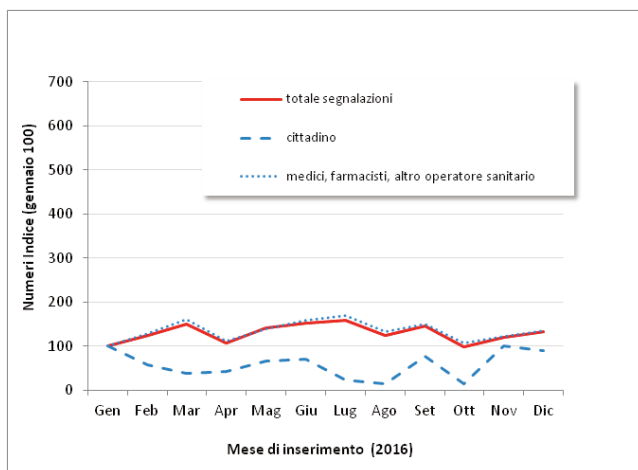 700
600
500
400
300
200
100
0
Numeri Indice (gennaio 100)
totale segnalazioni
cittadino
medici, farmacisti, altro operatore sanitario
Gen Feb Mar Apr Mag Giu Lug Ago Set Ott Nov Dic
Mese di inserimento (2016)